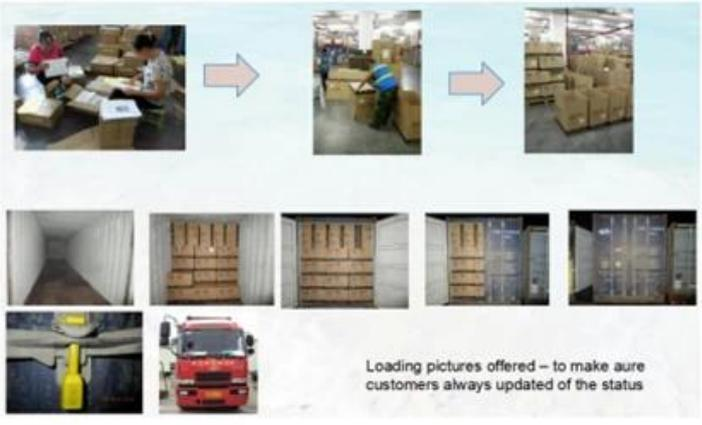 Loading pictures offered – to make aure
customers always updated of the status